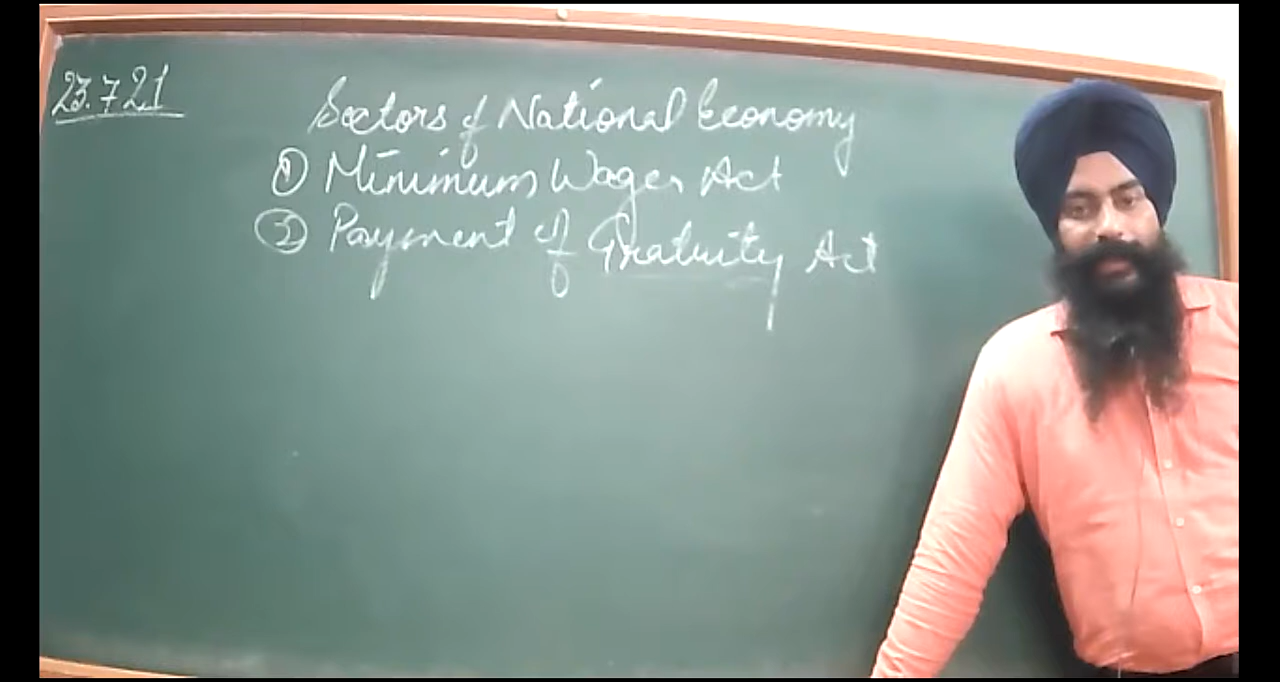 23.7.21
Sectors of National Economy
① Minimum Wages Act
② Payment of Gratuity Act